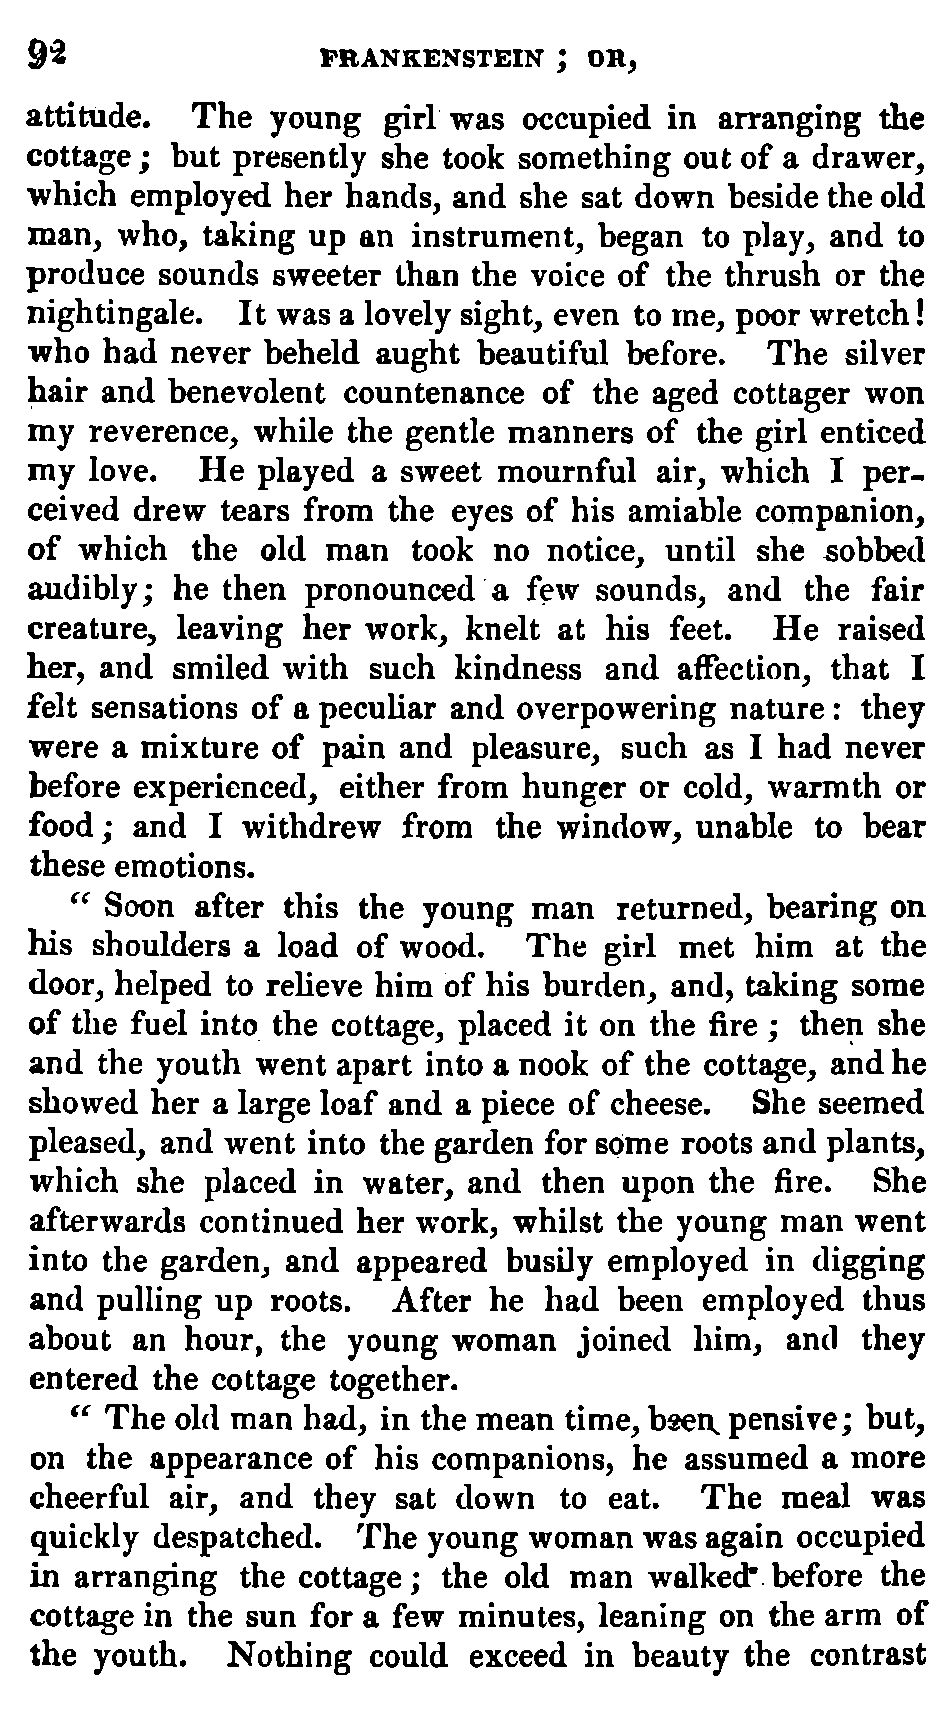 92 FRANKENSTEIN ; OR,
attitude. The young girl was occupied in arranging the
cottage ; but presently she took something out of a drawer,
which employed her hands, and she sat down beside the old
man, who, taking up an instrument, began to play, and to
produce sounds sweeter than the voice of the thrush or the
nightingale. It was a lovely sight, even to me, poor wretch !
who had never beheld aught beautiful before. The silver
hair and benevolent countenance of the aged cottager won
my reverence, while the gentle manners of the girl enticed
my love. He played a sweet mournful air, which I per-
ceived drew tears from the eyes of his amiable companion,
of which the old man took no notice, until she sobbed
audibly ; he then pronounced a few sounds, and the fair
creature, leaving her work, knelt at his feet. He raised
her, and smiled with such kindness and affection, that I
felt sensations of a peculiar and overpowering nature : they
were a mixture of pain and pleasure, such as I had never
before experienced, either from hunger or cold, warmth or
food ; and I withdrew from the window, unable to bear
these emotions.
“ Soon after this the young man returned, bearing on
his shoulders a load of wood. The girl met him at the
door, helped to relieve him of his burden, and, taking some
of the fuel into the cottage, placed it on the fire ; then she
and the youth went apart into a nook of the cottage, and he
showed her a large loaf and a piece of cheese. She seemed
pleased, and went into the garden for some roots and plants,
which she placed in water, and then upon the fire. She
afterwards continued her work, whilst the young man went
into the garden, and appeared busily employed in digging
and pulling up roots. After he had been employed thus
about an hour, the young woman joined him, and they
entered the cottage together.
“ The old man had, in the mean time, been pensive ; but,
on the appearance of his companions, he assumed a more
cheerful air, and they sat down to eat. The meal was
quickly despatched. The young woman was again occupied
in arranging the cottage ; the old man walked before the
cottage in the sun for a few minutes, leaning on the arm of
the youth. Nothing could exceed in beauty the contrast